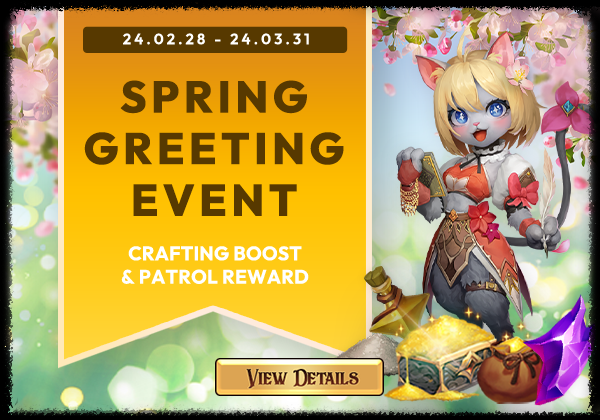 24.02.28 - 24.03.31
SPRING
GREETING
EVENT
CRAFTING BOOST
& PATROL REWARD
View Details